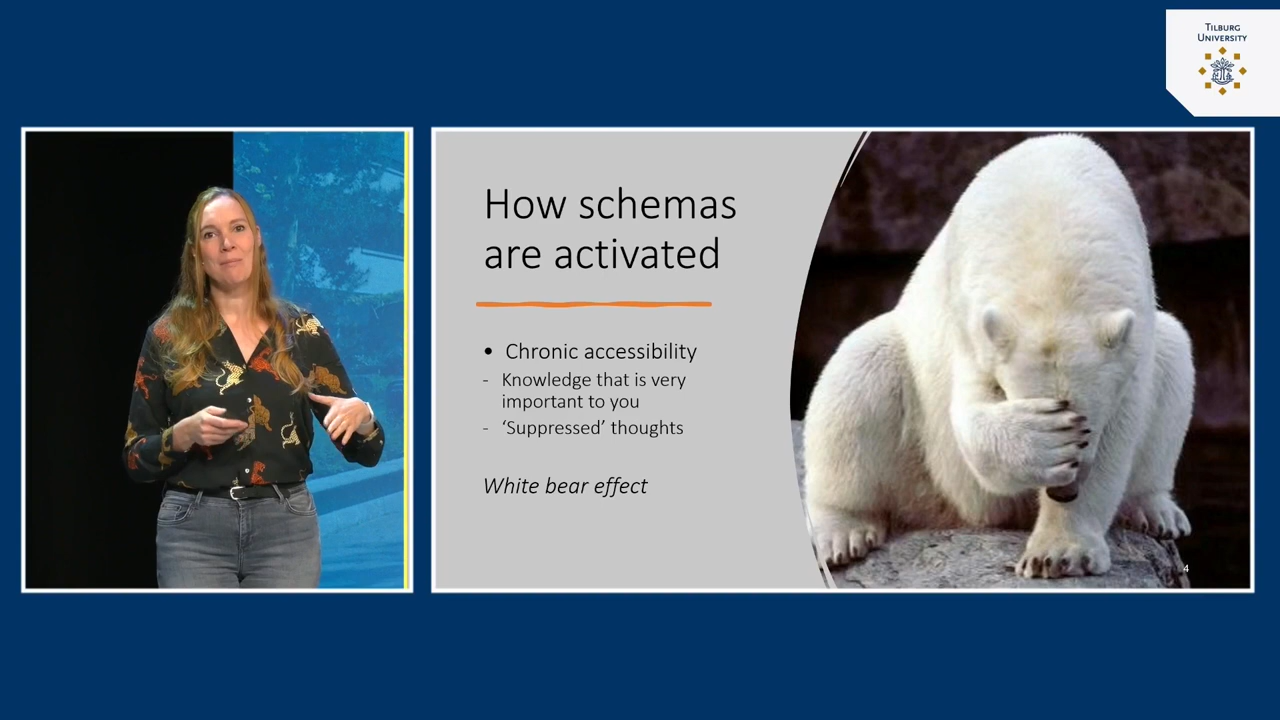 TILBURG
UNIVERSITY
How schemas
are activated
• Chronic accessibility
- Knowledge that is very
important to you
- ‘Suppressed’ thoughts
White bear effect
4